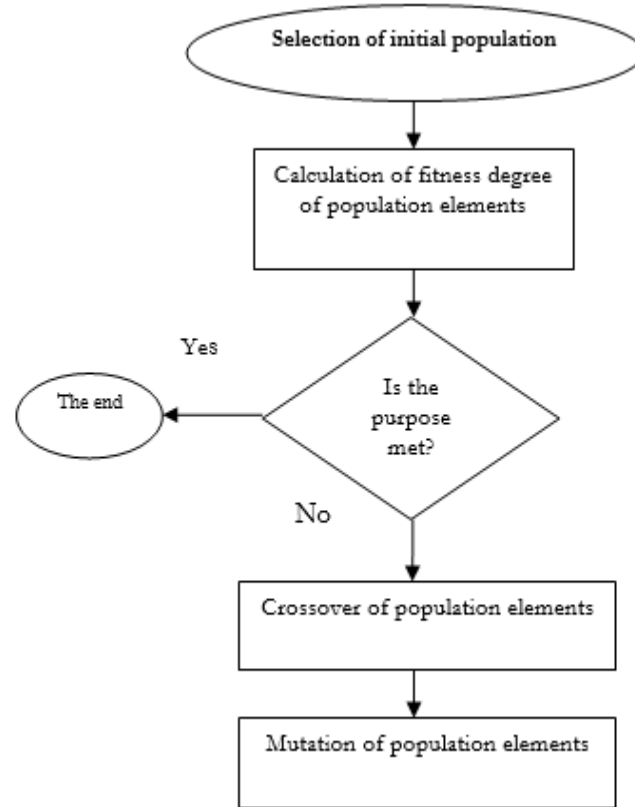 Selection of initial population
Calculation of fitness degree
of population elements
Yes
The end
Is the
purpose
met?
No
Crossover of population elements
Mutation of population elements